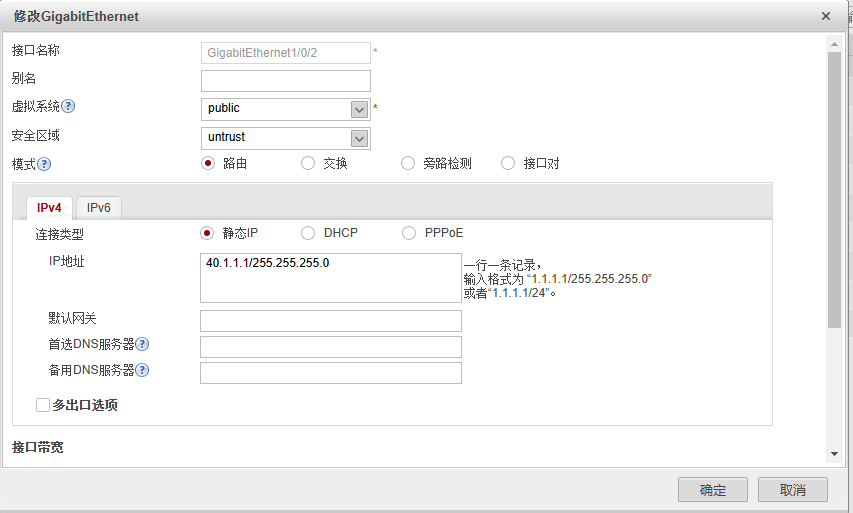 修改GigabitEthernet
接口名称 GigabitEthernet1/0/2 *
别名
虚拟系统 ? public *
安全区域 untrust
模式 ? 路由 交换 旁路检测 接口对
IPv4 IPv6
连接类型 静态IP DHCP PPPoE
IP地址 40.1.1.1/255.255.255.0 一行一条记录，
输入格式为 “1.1.1.1/255.255.255.0”
或者“1.1.1.1/24”。
默认网关
首选DNS服务器 ?
备用DNS服务器 ?
多出口选项
接口带宽
确定 取消